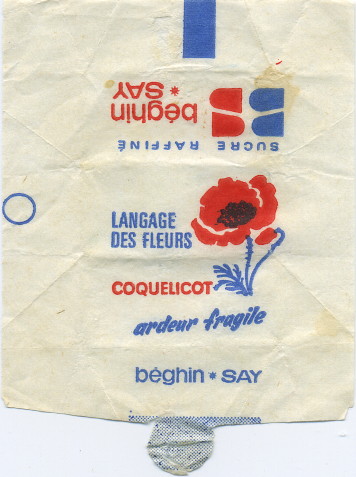 béghin
* SAY
SUCRE RAFFINÉ
LANGAGE
DES FLEURS
COQUELICOT
ardeur fragile
béghin * SAY